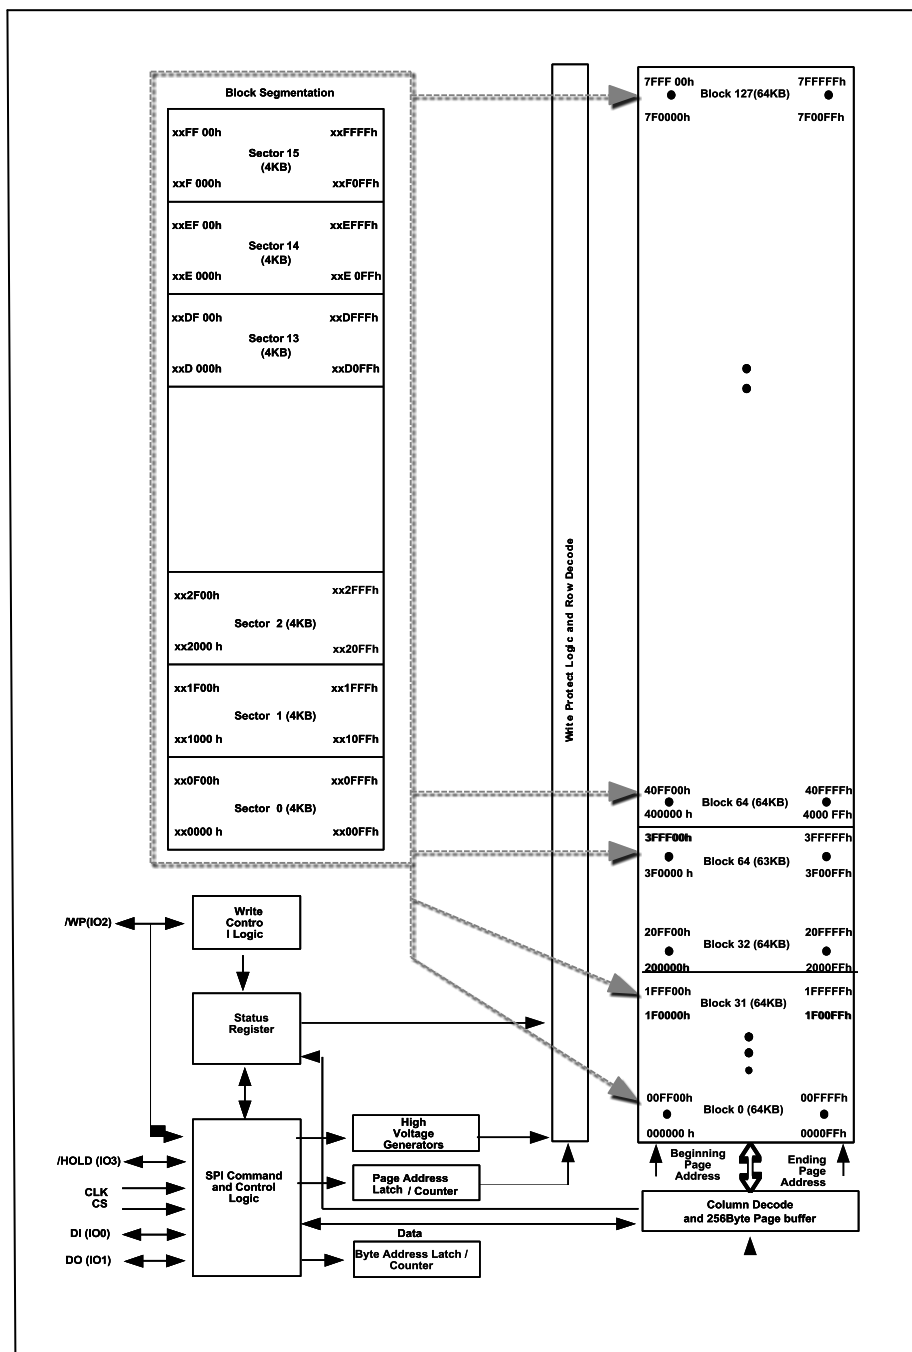 Block Segmentation
xxFF 00h xxFFFFh
Sector 15
(4KB)
xxF 000h xxF0FFh
xxEF 00h xxEFFFh
Sector 14
(4KB)
xxE 000h xxE 0FFh
xxDF 00h xxDFFFh
Sector 13
(4KB)
xxD 000h xxD0FFh
xx2F00h xx2FFFh
Sector 2 (4KB)
xx2000 h xx20FFh
xx1F00h xx1FFFh
Sector 1 (4KB)
xx1000 h xx10FFh
xx0F00h xx0FFFh
Sector 0 (4KB)
xx0000 h xx00FFh
Write Protect Logic and Row Decode
7FFF 00h 7FFFFFh
Block 127(64KB)
7F0000h 7F00FFh
40FF00h 40FFFFh
Block 64 (64KB)
400000 h 4000 FFh
3FFF00h 3FFFFFh
Block 64 (63KB)
3F0000 h 3F00FFh
20FF00h 20FFFFh
Block 32 (64KB)
200000h 2000FFh
1FFF00h 1FFFFFh
Block 31 (64KB)
1F0000h 1F00FFh
00FF00h 00FFFFh
Block 0 (64KB)
000000 h 0000FFh
Beginning
Page
Address
Ending
Page
Address
Column Decode
and 256Byte Page buffer
/WP(IO2)
Write
Contro
l Logic
Status
Register
/HOLD (IO3)
CLK
CS
DI (IO0)
DO (IO1)
SPI Command
and Control
Logic
High
Voltage
Generators
Page Address
Latch / Counter
Data
Byte Address Latch /
Counter